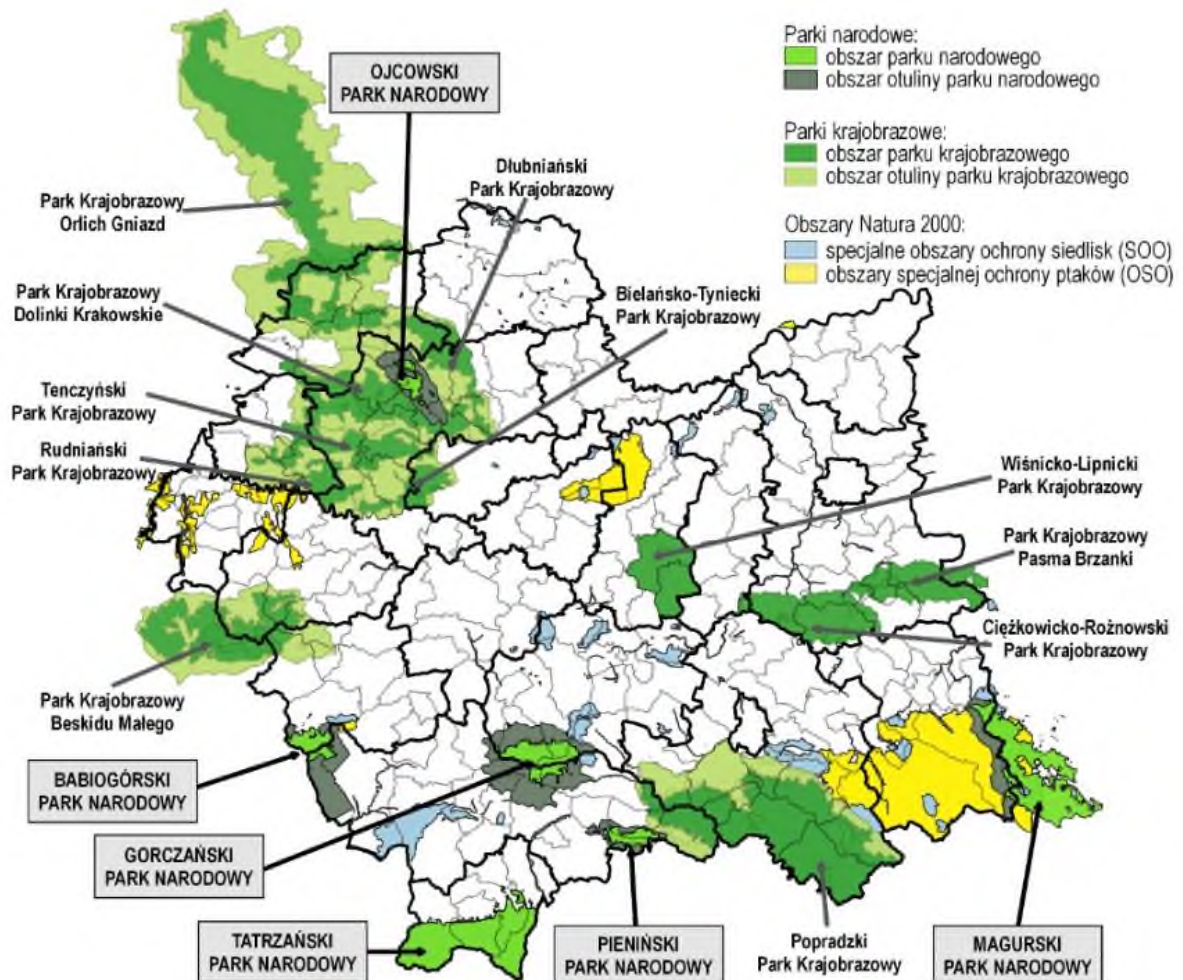 Parki narodowe:
obszar parku narodowego
obszar otuliny parku narodowego
Parki krajobrazowe:
obszar parku krajobrazowego
obszar otuliny parku krajobrazowego
Obszary Natura 2000:
specjalne obszary ochrony siedlisk (SOO)
obszary specjalnej ochrony ptaków (OSO)
OJCOWSKI
PARK NARODOWY
Dłubniański
Park Krajobrazowy
Park Krajobrazowy
Orlich Gniazd
Park Krajobrazowy
Dolinki Krakowskie
Bielańsko-Tyniecki
Park Krajobrazowy
Tenczyński
Park Krajobrazowy
Rudniański
Park Krajobrazowy
Wiśnicko-Lipnicki
Park Krajobrazowy
Park Krajobrazowy
Pasma Brzanki
Ciężkowicko-Rożnowski
Park Krajobrazowy
Park Krajobrazowy
Beskidu Małego
BABIOGÓRSKI
PARK NARODOWY
GORCZAŃSKI
PARK NARODOWY
TATRZAŃSKI
PARK NARODOWY
PIENIŃSKI
PARK NARODOWY
Popradzki
Park Krajobrazowy
MAGURSKI
PARK NARODOWY